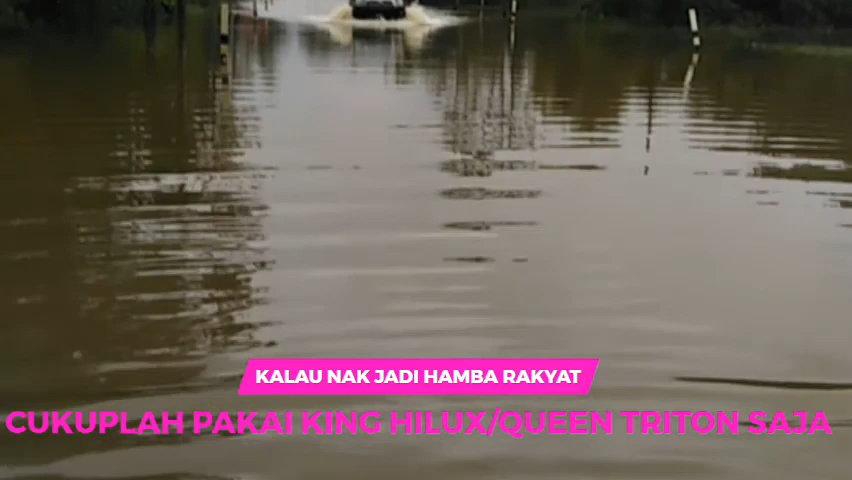 KALAU NAK JADI HAMBA RAKYAT
CUKUPLAH PAKAI KING HILUX/QUEEN TRITON SAJA